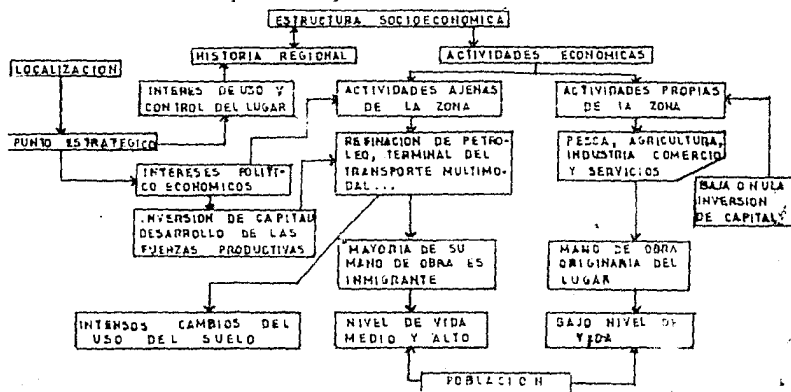 ESTRUCTURA SOCIOECONOMICA
HISTORIA REGIONAL
ACTIVIDADES ECONOMICAS
LOCALIZACION
INTERES DE USO Y
CONTROL DEL LUGAR
ACTIVIDADES AJENAS
DE LA ZONA
ACTIVIDADES PROPIAS
DE LA ZONA
PUNTO ESTRATEGICO
REFINACION DE PETRO-
LEO, TERMINAL DEL
TRANSPORTE MULTIMO-
DAL...
PESCA, AGRICULTURA,
INDUSTRIA COMERCIO
Y SERVICIOS
INTERESES POLITI-
CO ECONOMICOS
BAJA O NULA
INVERSION
DE CAPITAL
INVERSION DE CAPITAL
DESARROLLO DE LAS
FUERZAS PRODUCTIVAS
MAYORIA DE SU
MANO DE OBRA ES
INMIGRANTE
MANO DE OBRA
ORIGINARIA DEL
LUGAR
INTENSOS CAMBIOS DEL
USO DEL SUELO
NIVEL DE VIDA
MEDIO Y ALTO
BAJO NIVEL DE
VIDA
POBLACION